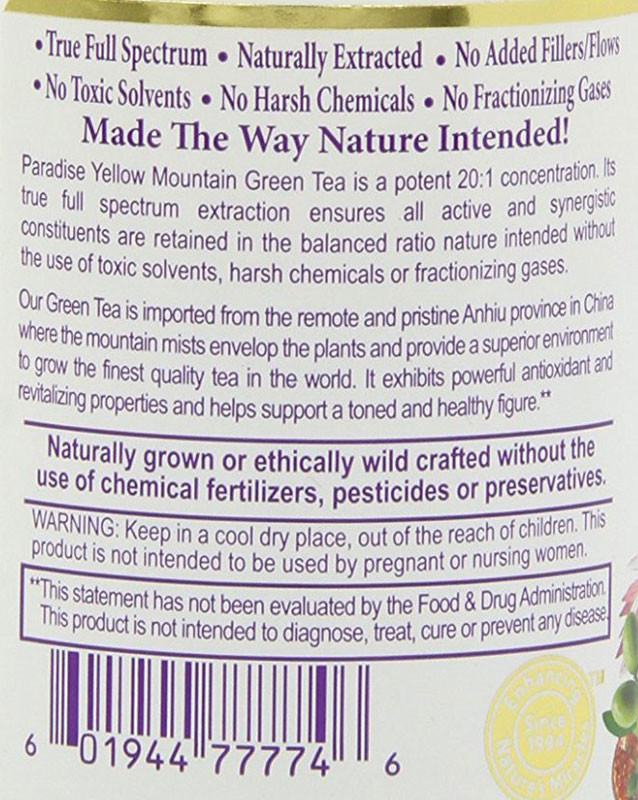 • True Full Spectrum • Naturally Extracted • No Added Fillers/Flows
• No Toxic Solvents • No Harsh Chemicals • No Fractionizing Gases
Made The Way Nature Intended!
Paradise Yellow Mountain Green Tea is a potent 20:1 concentration. Its
true full spectrum extraction ensures all active and synergistic
constituents are retained in the balanced ratio nature intended without
the use of toxic solvents, harsh chemicals or fractionizing gases.
Our Green Tea is imported from the remote and pristine Anhiu province in China
where the mountain mists envelop the plants and provide a superior environment
to grow the finest quality tea in the world. It exhibits powerful antioxidant and
revitalizing properties and helps support a toned and healthy figure.**
Naturally grown or ethically wild crafted without the
use of chemical fertilizers, pesticides or preservatives.
WARNING: Keep in a cool dry place, out of the reach of children. This
product is not intended to be used by pregnant or nursing women.
**This statement has not been evaluated by the Food & Drug Administration.
This product is not intended to diagnose, treat, cure or prevent any disease.
6 01944 77774 6
Enhancing
Since
1994
Nature's
TM